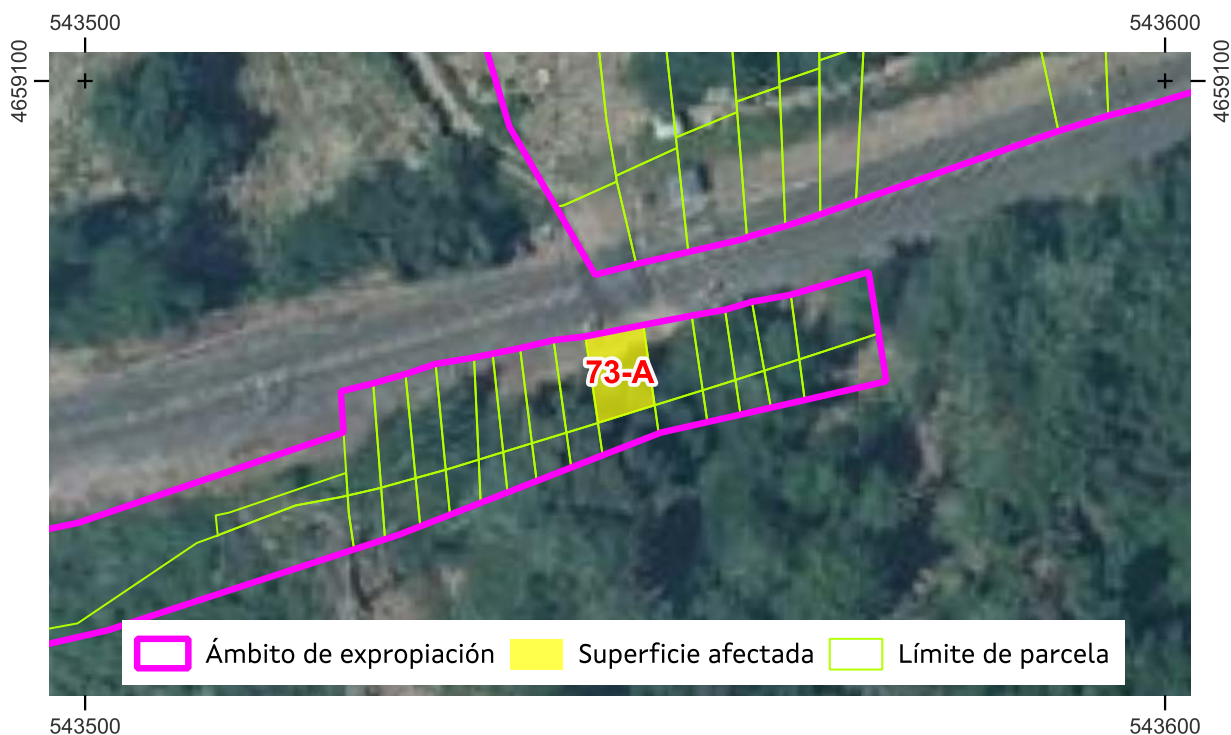 543500 543600
4659100 4659100
73-A
Ámbito de expropiación Superficie afectada Límite de parcela
543500 543600